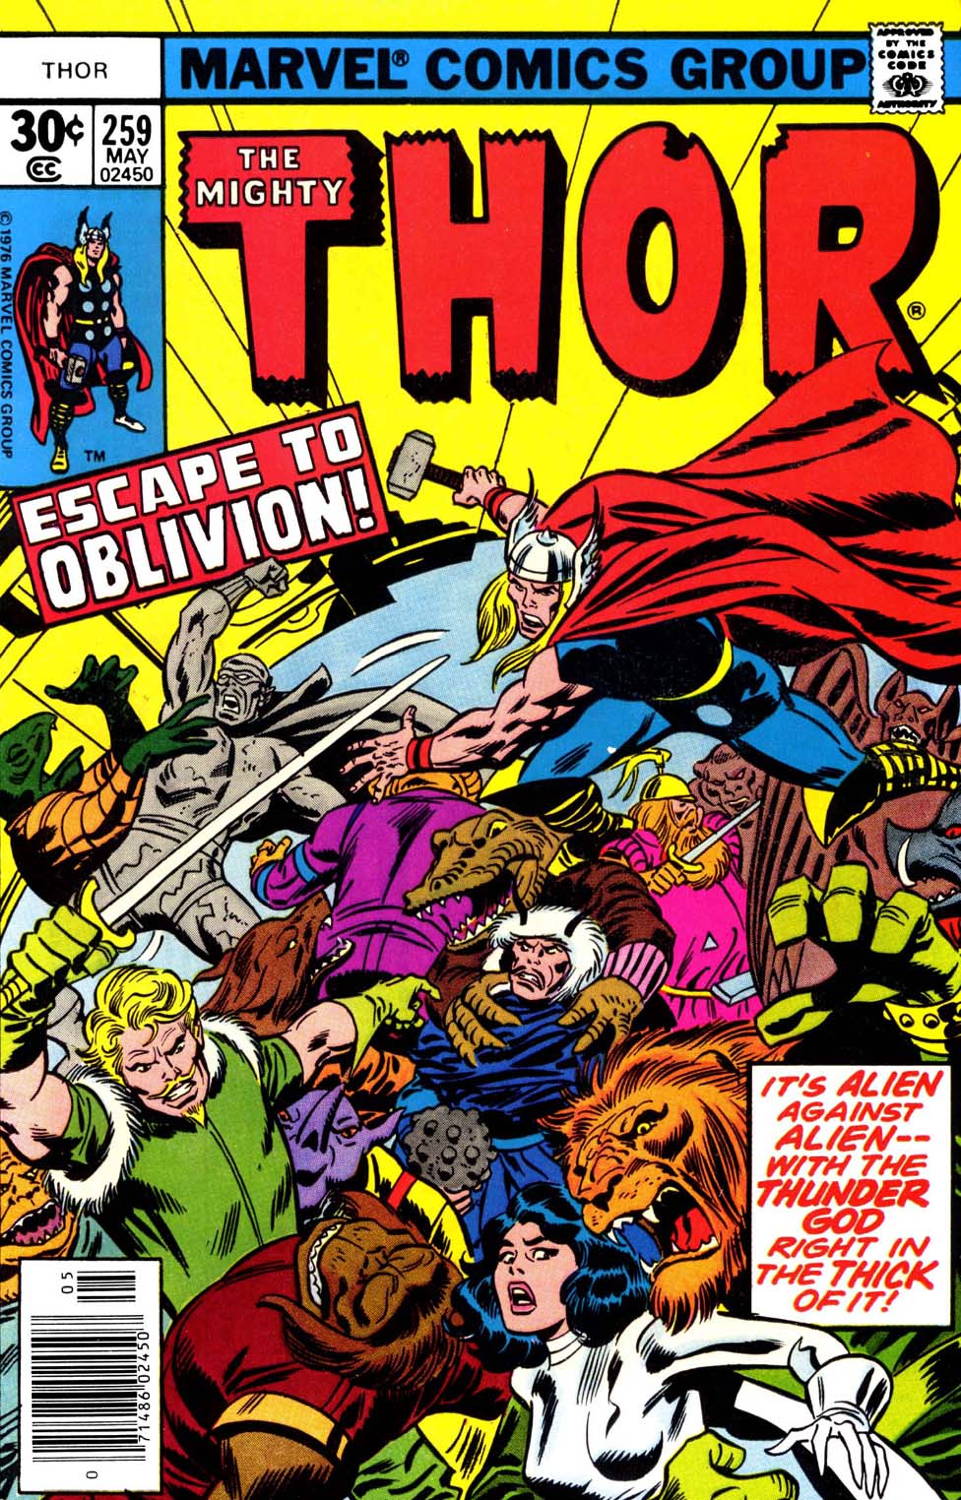 THOR
MARVEL® COMICS GROUP
APPROVED
BY THE
COMICS
CODE
AUTHORITY
30¢
CC
259
MAY
02450
THE
MIGHTY
THOR®
© 1976 MARVEL COMICS GROUP
TM
ESCAPE TO
OBLIVION!
IT'S ALIEN
AGAINST
ALIEN--
WITH THE
THUNDER
GOD
RIGHT IN
THE THICK
OF IT!
05
71486 02450
0